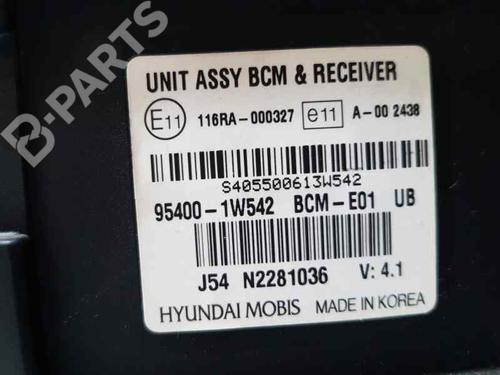 B-PARTS
UNIT ASSY BCM & RECEIVER
E11 116RA-000327 e11 A-00 2438
S405500613W542
95400-1W542 BCM-E01 UB
J54 N2281036 V: 4.1
HYUNDAI MOBIS MADE IN KOREA